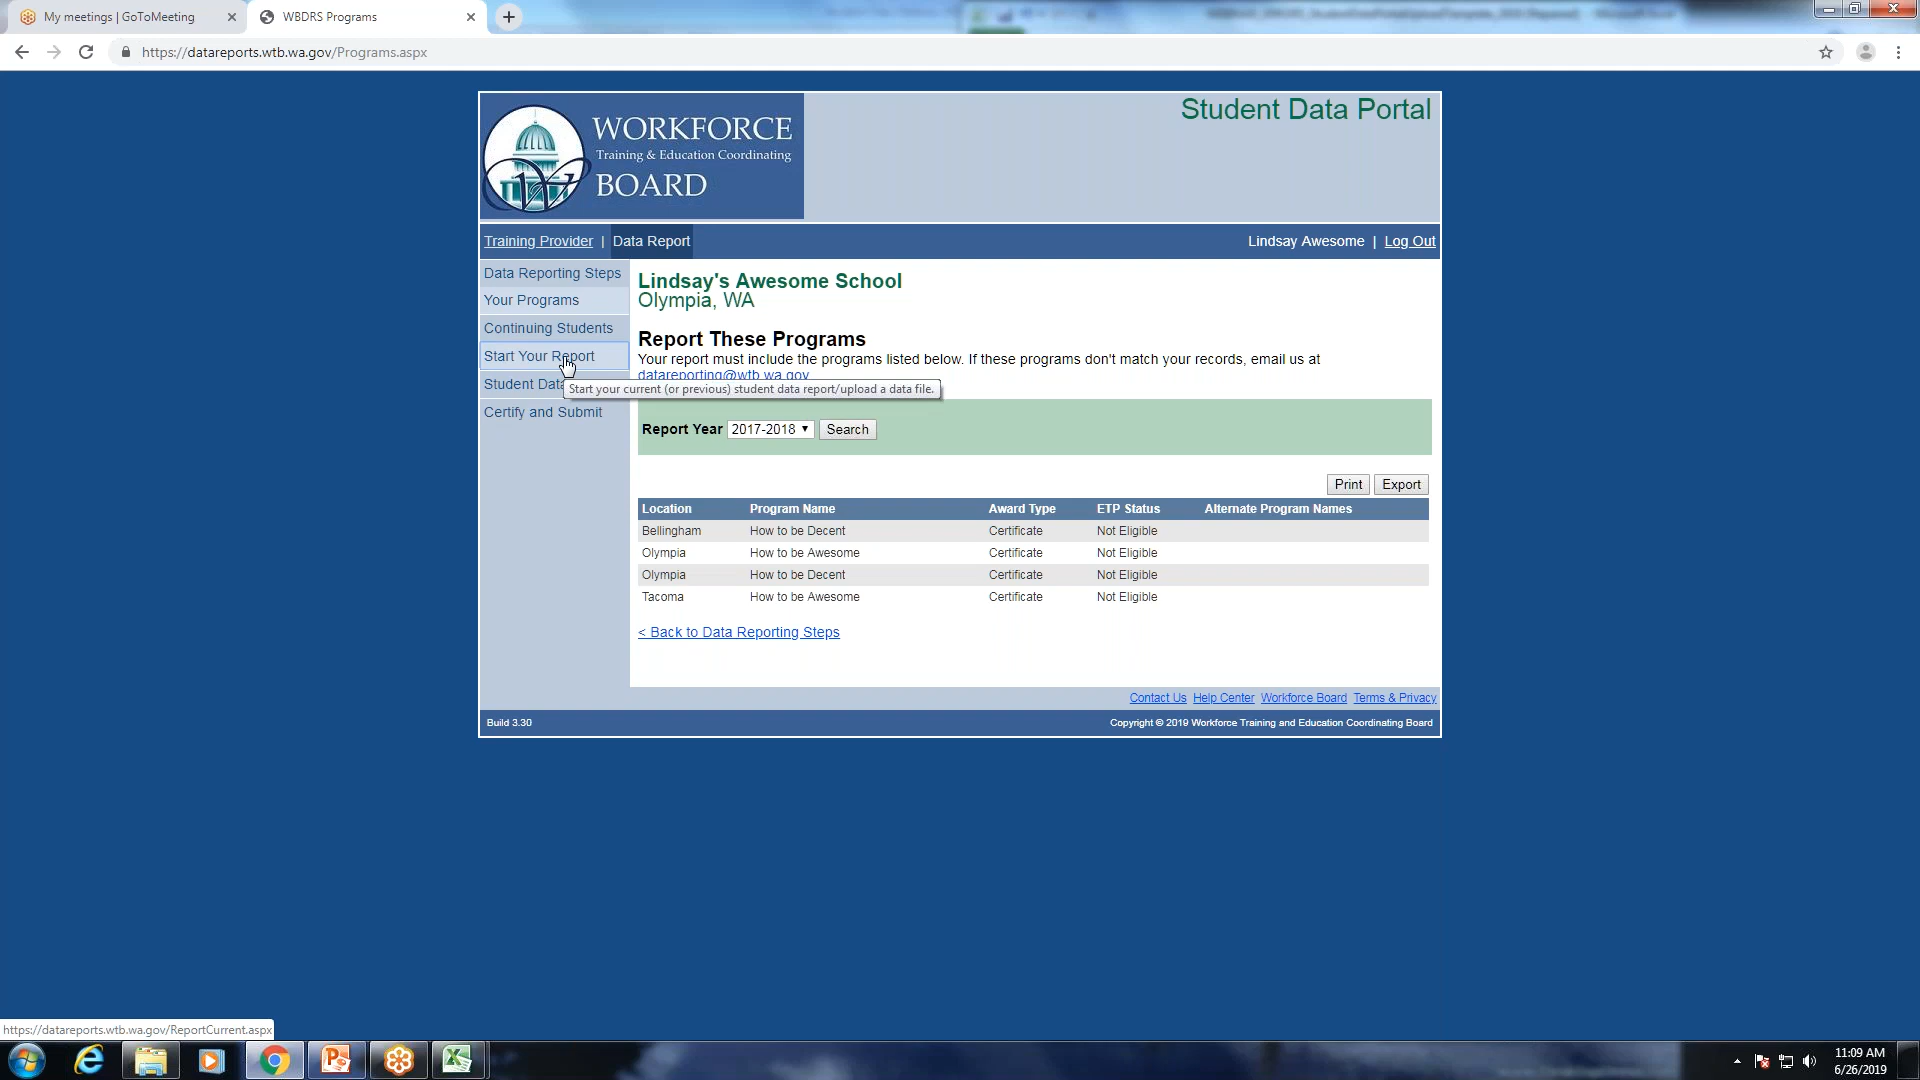 My meetings | GoToMeeting
WBDRS Programs
https://datareports.wtb.wa.gov/Programs.aspx
WORKFORCE
Training & Education Coordinating
BOARD
Student Data Portal
Training Provider | Data Report
Lindsay Awesome | Log Out
Data Reporting Steps
Your Programs
Continuing Students
Start Your Report
Student Data
Certify and Submit
Lindsay's Awesome School
Olympia, WA
Report These Programs
Your report must include the programs listed below. If these programs don't match your records, email us at
datareporting@wtb.wa.gov
Start your current (or previous) student data report/upload a data file.
Report Year 2017-2018 Search
Print Export
Location Program Name Award Type ETP Status Alternate Program Names
Bellingham How to be Decent Certificate Not Eligible
Olympia How to be Awesome Certificate Not Eligible
Olympia How to be Decent Certificate Not Eligible
Tacoma How to be Awesome Certificate Not Eligible
< Back to Data Reporting Steps
Contact Us Help Center Workforce Board Terms & Privacy
Build 3.30
Copyright © 2019 Workforce Training and Education Coordinating Board
https://datareports.wtb.wa.gov/ReportCurrent.aspx
11:09 AM
6/26/2019